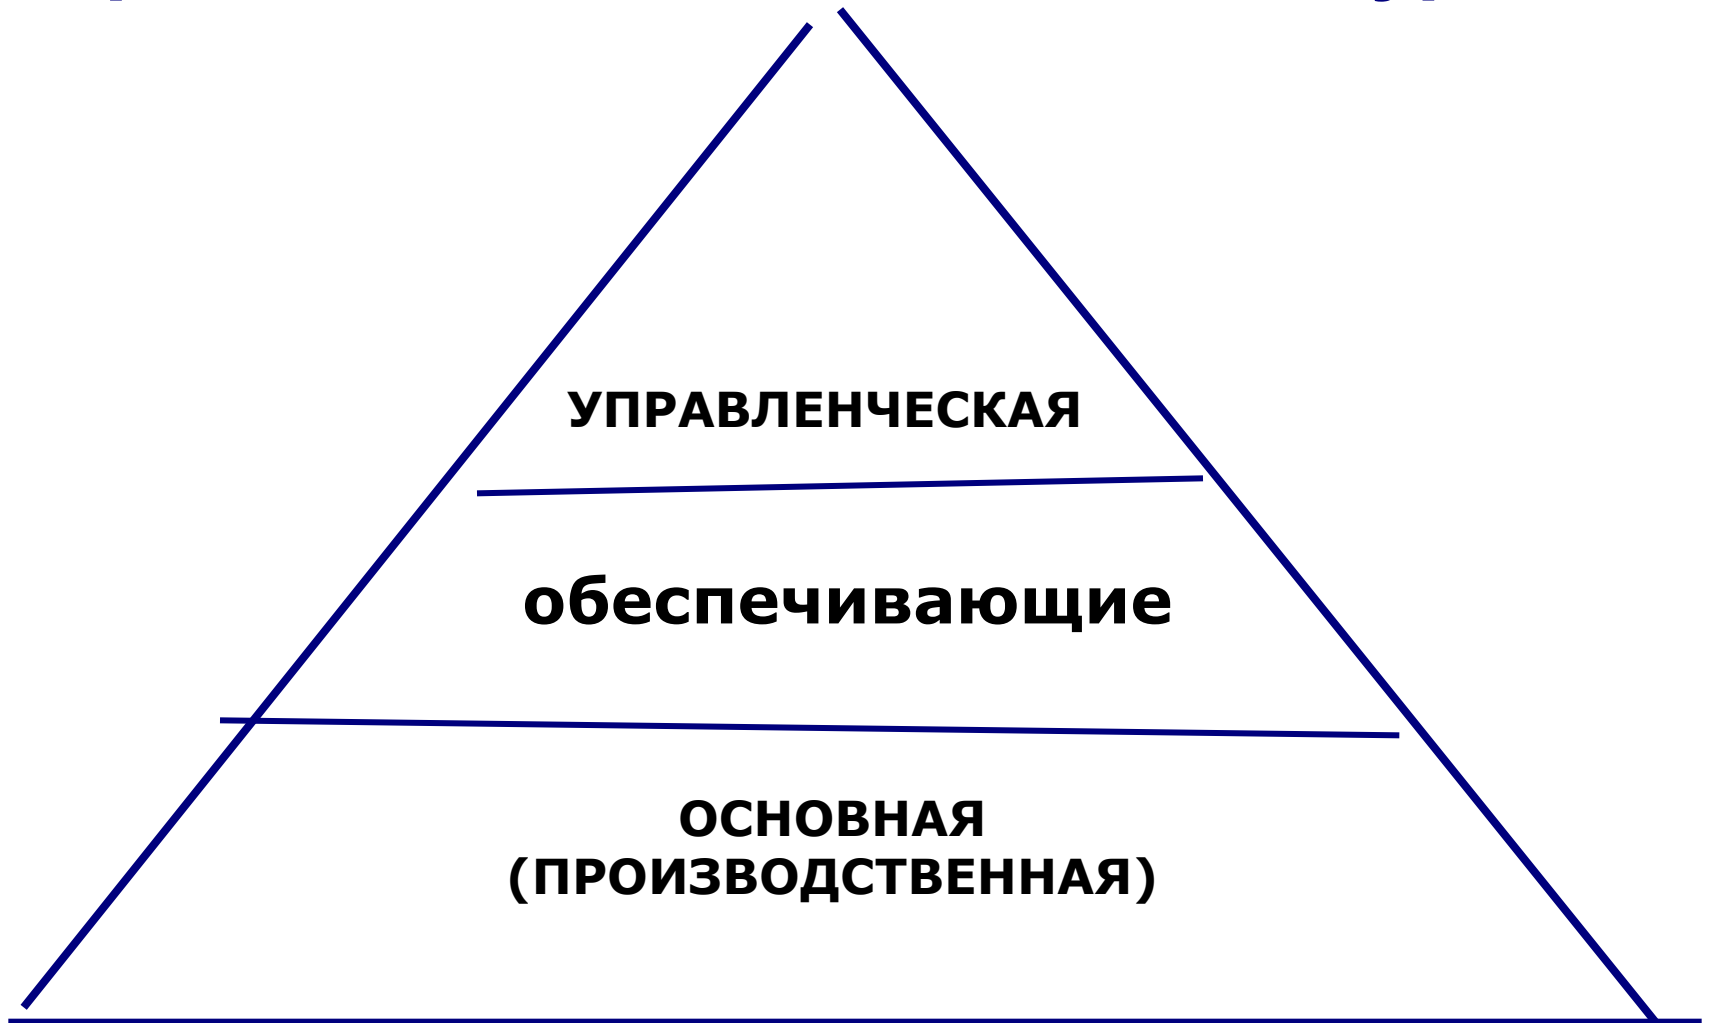 УПРАВЛЕНЧЕСКАЯ
обеспечивающие
ОСНОВНАЯ
(ПРОИЗВОДСТВЕННАЯ)